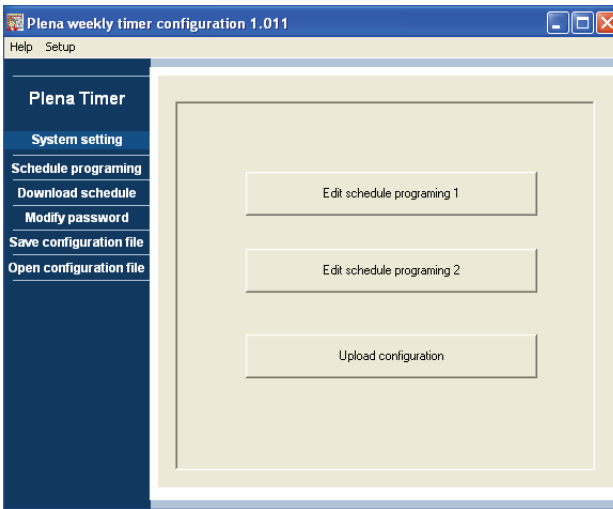 Plena weekly timer configuration 1.011
Help Setup
Plena Timer
System setting
Schedule programing
Download schedule
Modify password
Save configuration file
Open configuration file
Edit schedule programing 1
Edit schedule programing 2
Upload configuration